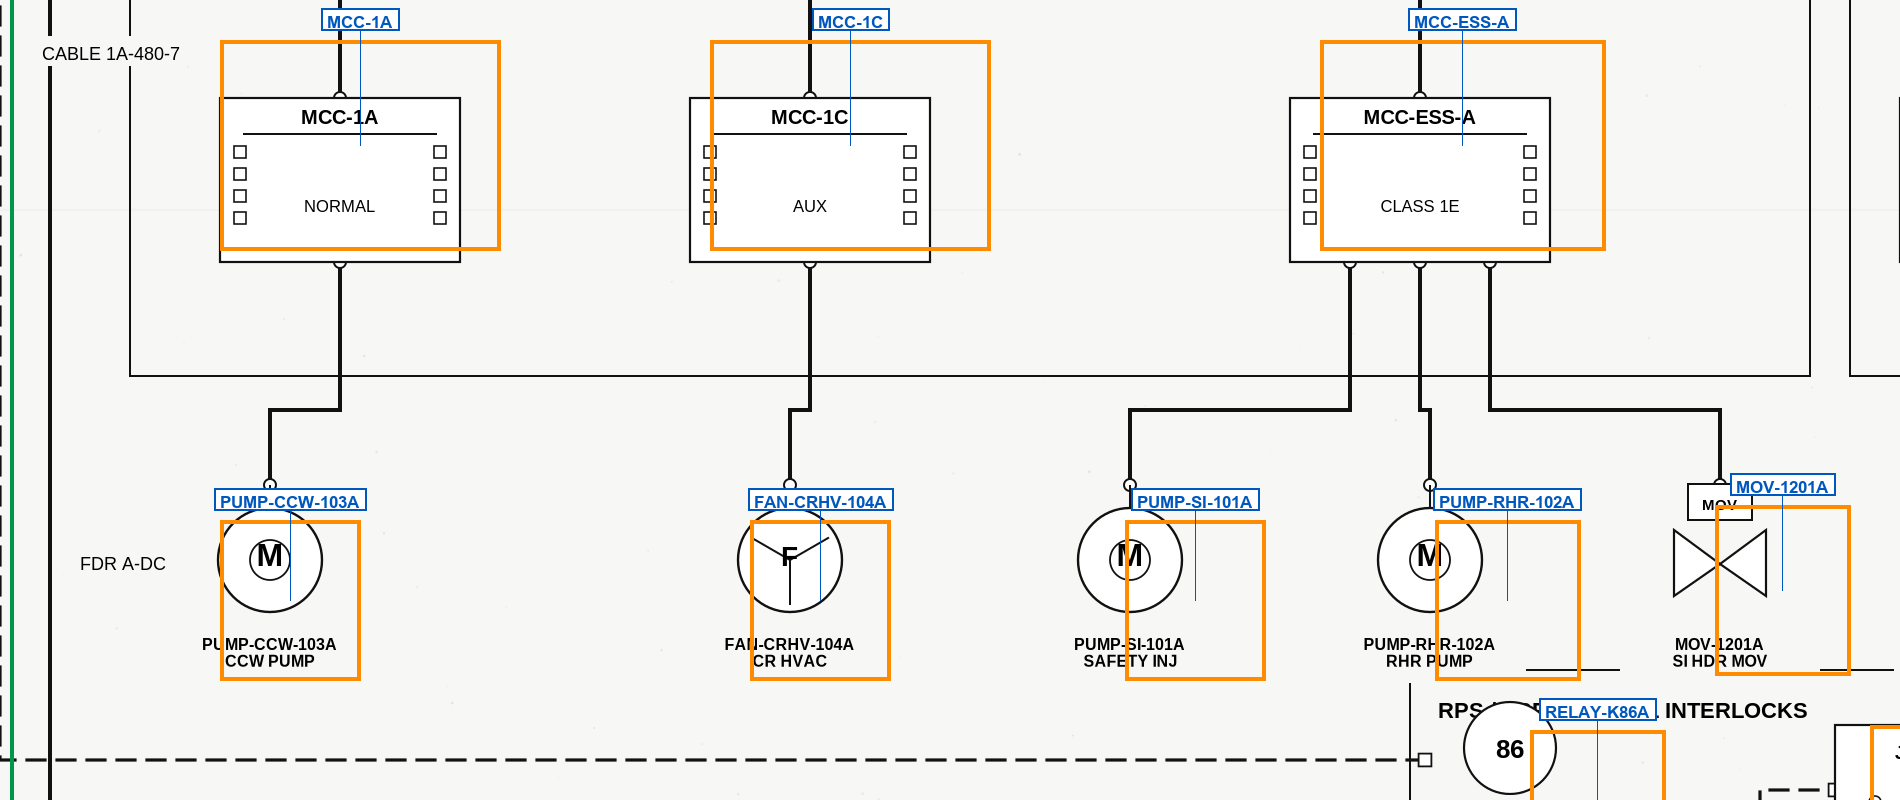 MCC-1A
MCC-1C
MCC-ESS-A
CABLE 1A-480-7
MCC-1A
MCC-1C
MCC-ESS-A
NORMAL
AUX
CLASS 1E
PUMP-CCW-103A
FAN-CRHV-104A
PUMP-SI-101A
PUMP-RHR-102A
MOV-1201A
MOV
FDR A-DC
M
F
M
M
PUMP-CCW-103A
CCW PUMP
FAN-CRHV-104A
CR HVAC
PUMP-SI-101A
SAFETY INJ
PUMP-RHR-102A
RHR PUMP
MOV-1201A
SI HDR MOV
RELAY-K86A
RPS INTERLOCKS
86